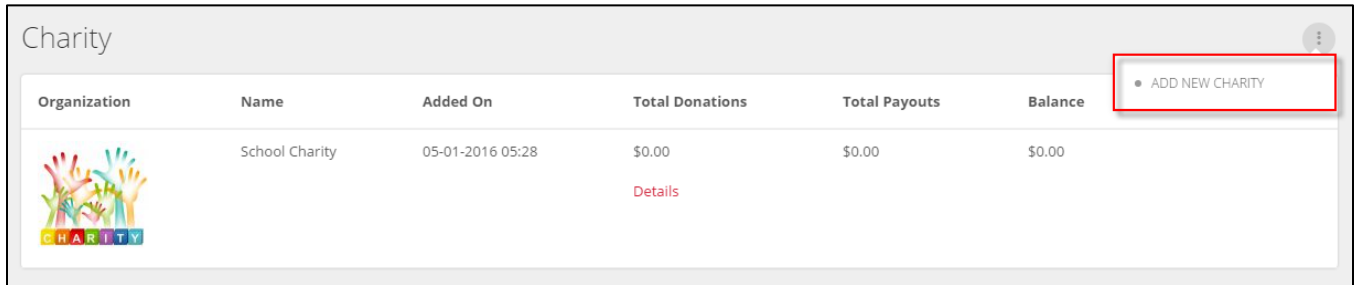 Charity
ADD NEW CHARITY
Organization Name Added On Total Donations Total Payouts Balance
School Charity 05-01-2016 05:28 $0.00 $0.00 $0.00
Details
CHARITY